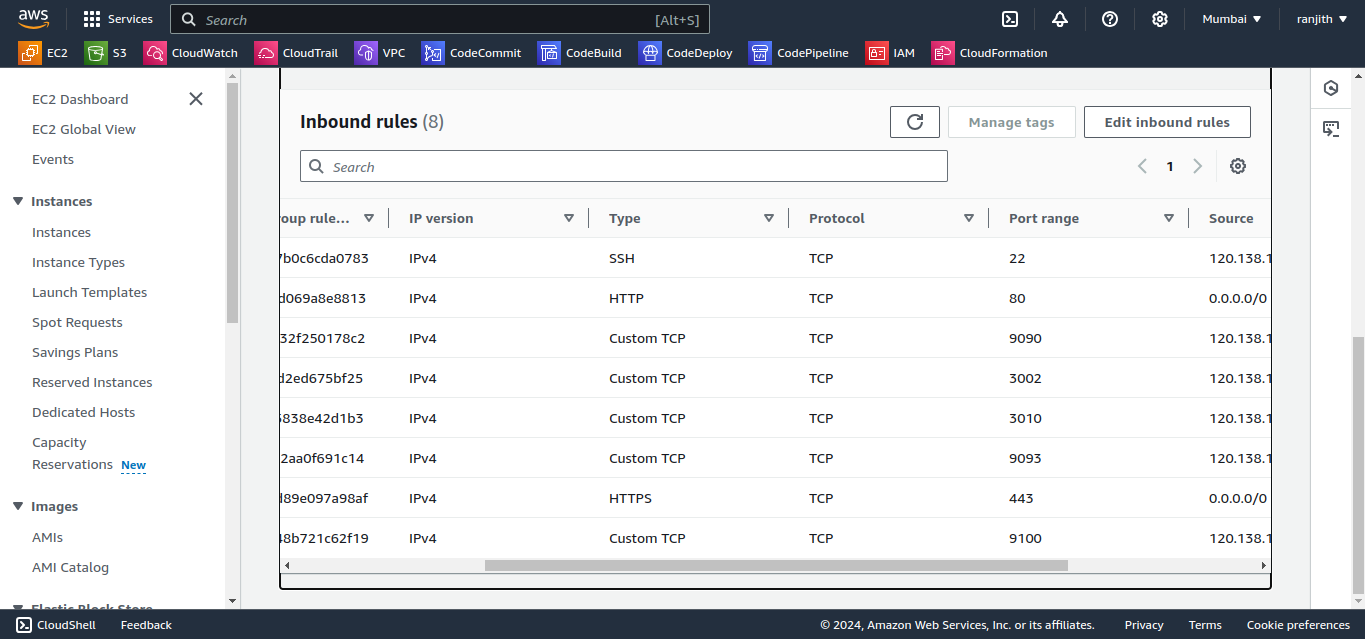 aws Services Search [Alt+S] Mumbai ranjith
EC2 S3 CloudWatch CloudTrail VPC CodeCommit CodeBuild CodeDeploy CodePipeline IAM CloudFormation
EC2 Dashboard
EC2 Global View
Events
Instances
Instances
Instance Types
Launch Templates
Spot Requests
Savings Plans
Reserved Instances
Dedicated Hosts
Capacity
Reservations New
Images
AMIs
AMI Catalog
Elastic Block Store
Inbound rules (8) Manage tags Edit inbound rules
Search 1
oup rule... IP version Type Protocol Port range Source
7b0c6cda0783 IPv4 SSH TCP 22 120.138.1
d069a8e8813 IPv4 HTTP TCP 80 0.0.0.0/0
32f250178c2 IPv4 Custom TCP TCP 9090 120.138.1
d2ed675bf25 IPv4 Custom TCP TCP 3002 120.138.1
5838e42d1b3 IPv4 Custom TCP TCP 3010 120.138.1
2aa0f691c14 IPv4 Custom TCP TCP 9093 120.138.1
d89e097a98af IPv4 HTTPS TCP 443 0.0.0.0/0
48b721c62f19 IPv4 Custom TCP TCP 9100 120.138.1
CloudShell Feedback © 2024, Amazon Web Services, Inc. or its affiliates. Privacy Terms Cookie preferences